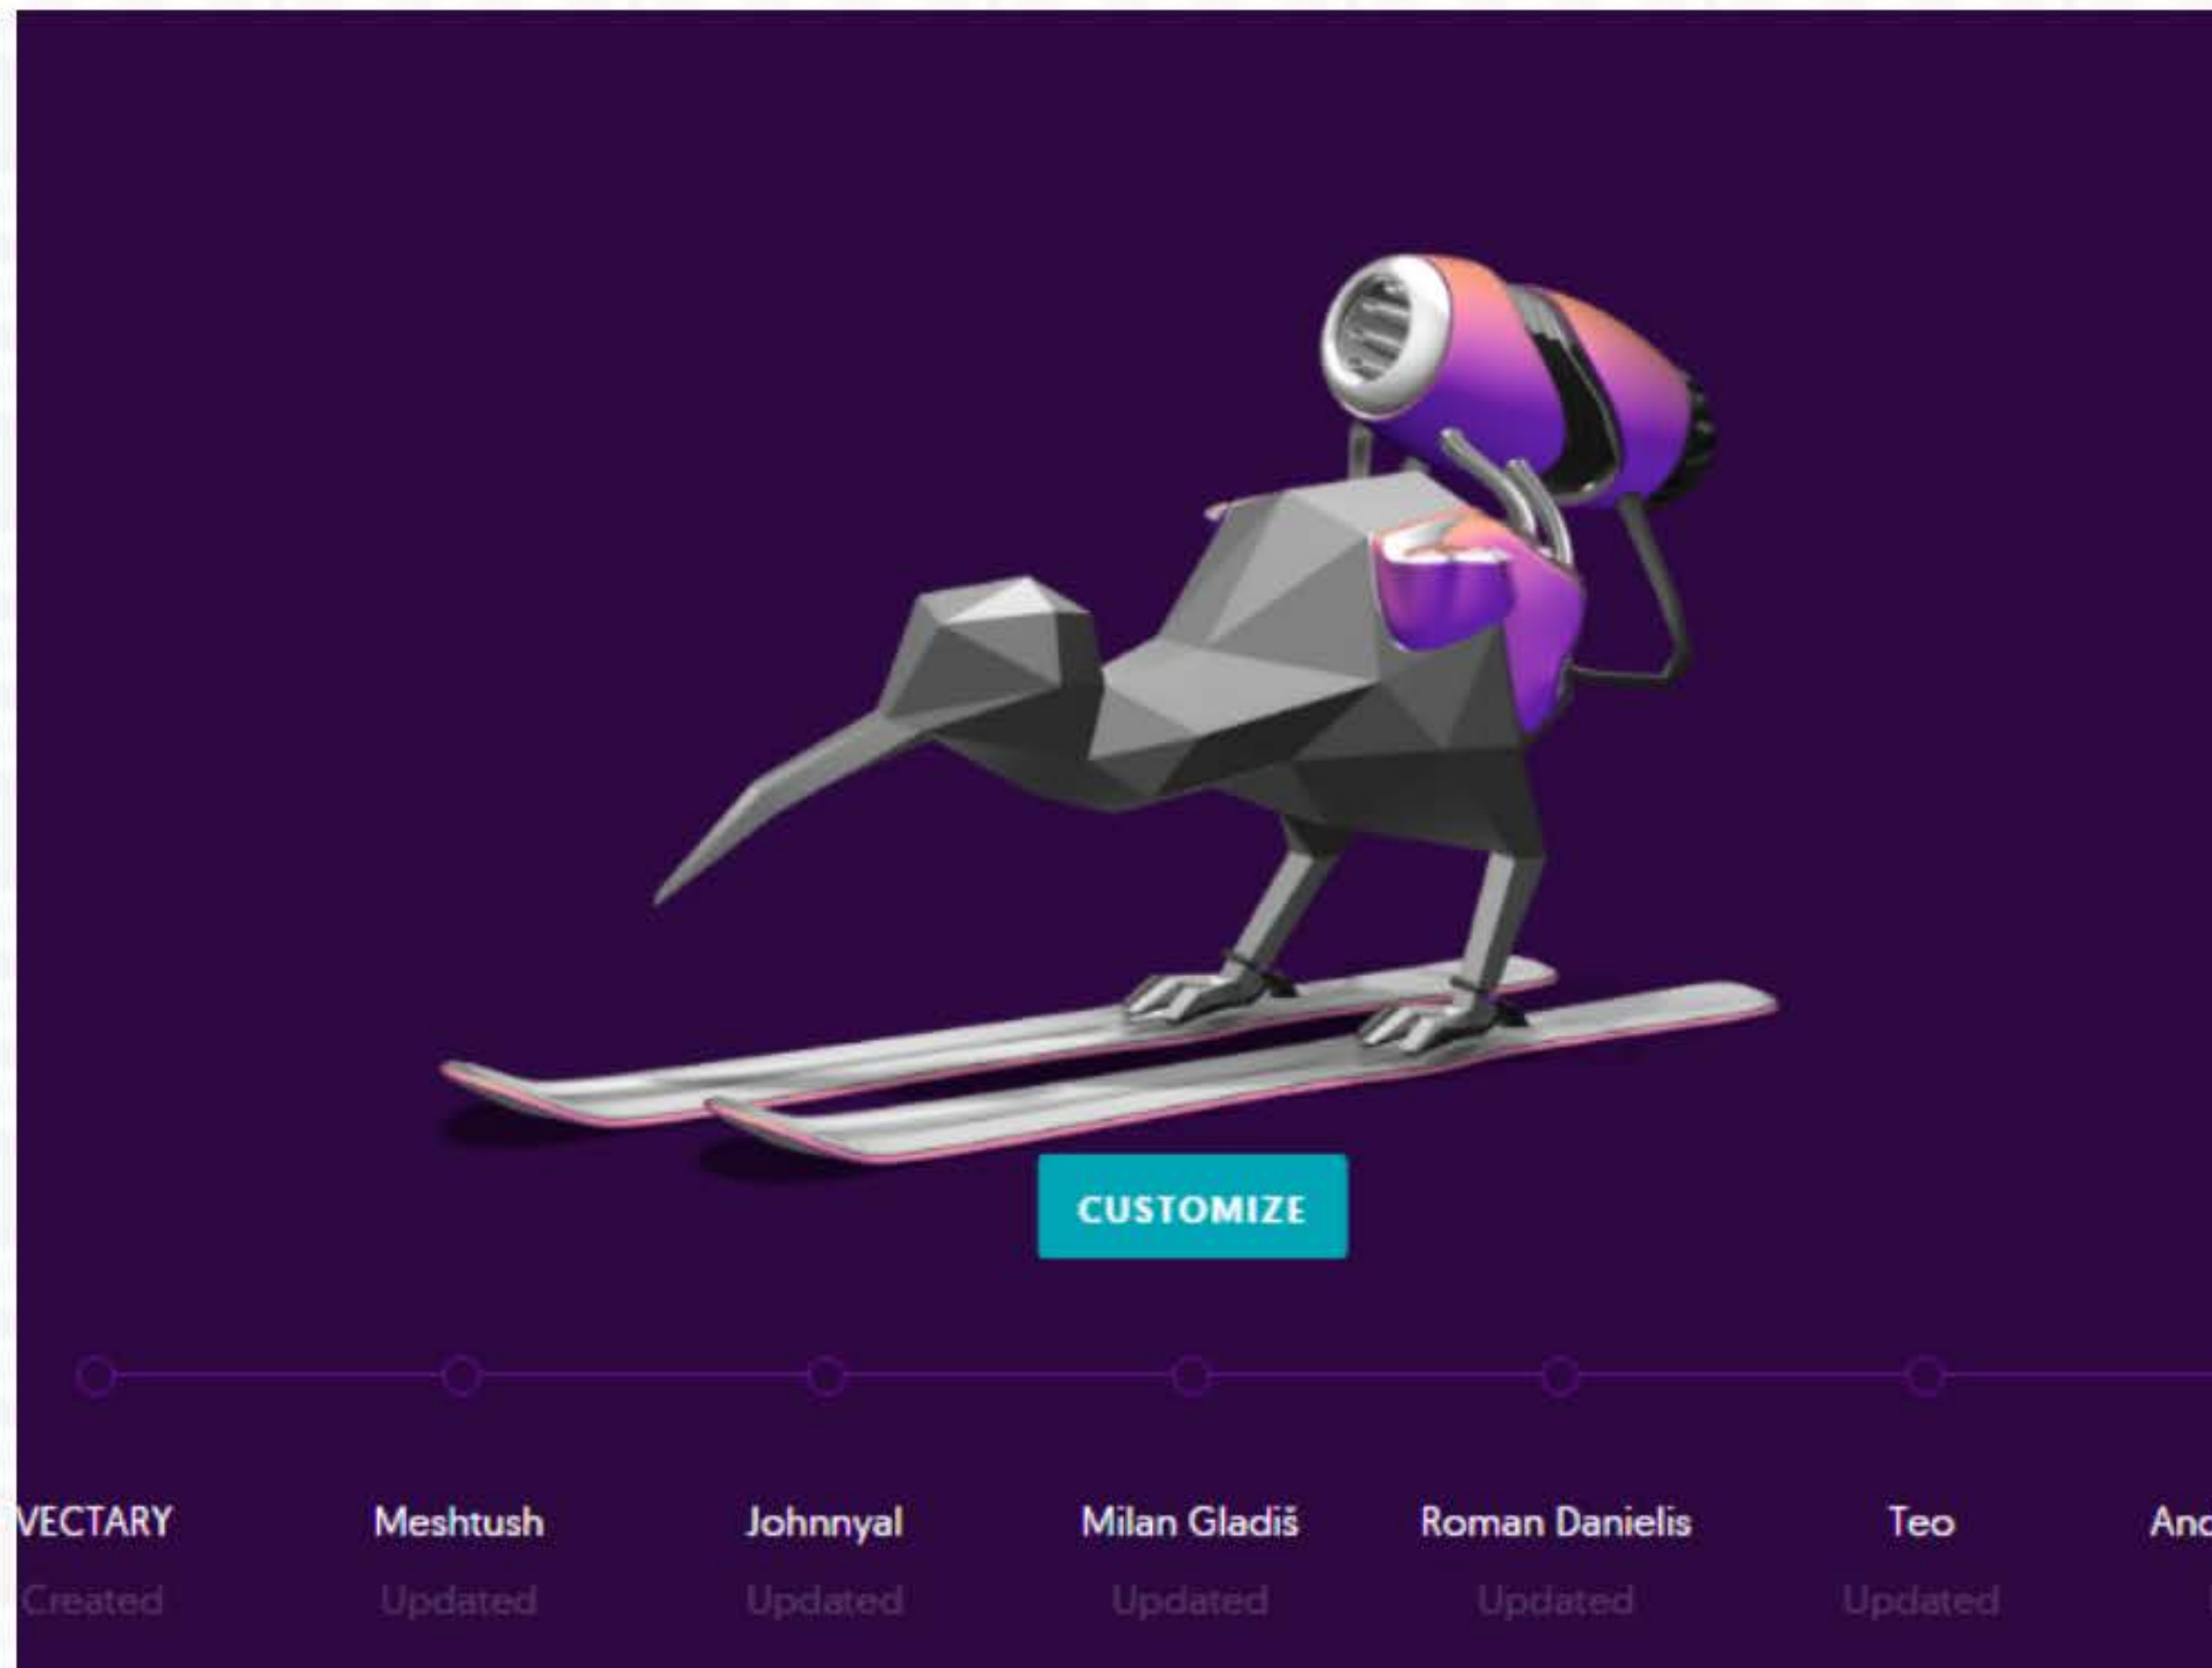 CUSTOMIZE
VECTARY Meshtush Johnnyal Milan Gladiš Roman Danielis Teo
Created Updated Updated Updated Updated Updated